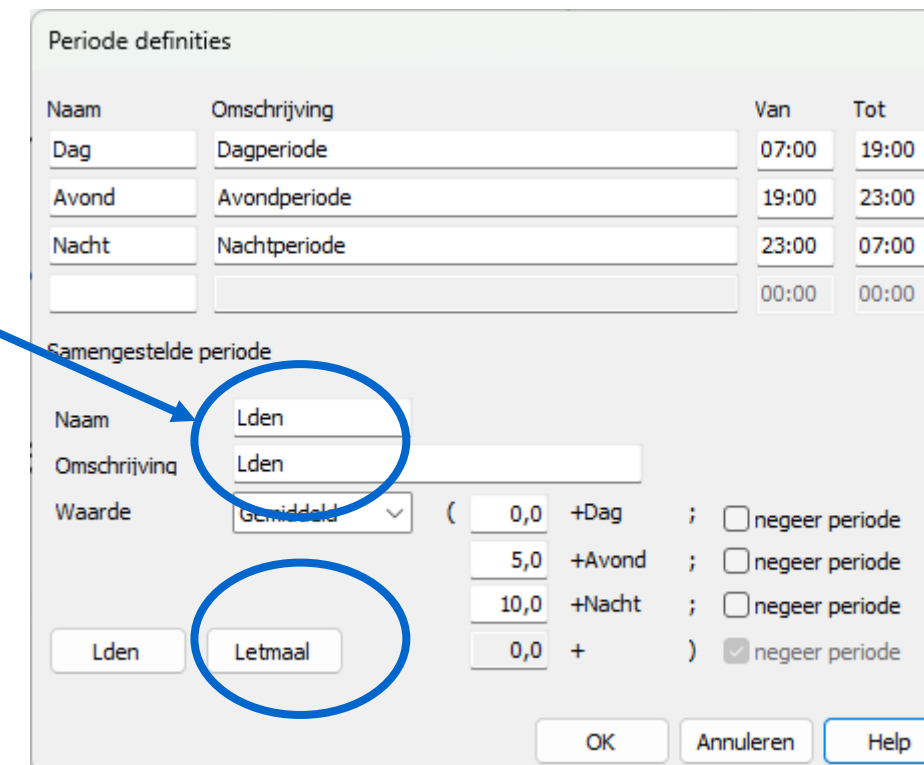 Periode definities
Naam Omschrijving Van Tot
Dag Dagperiode 07:00 19:00
Avond Avondperiode 19:00 23:00
Nacht Nachtperiode 23:00 07:00
00:00 00:00
Samengestelde periode
Naam Lden
Omschrijving Lden
Waarde Gemiddeld ( 0,0 +Dag ; negeer periode
5,0 +Avond ; negeer periode
10,0 +Nacht ; negeer periode
Lden Letmaal 0,0 + ) negeer periode
OK Annuleren Help